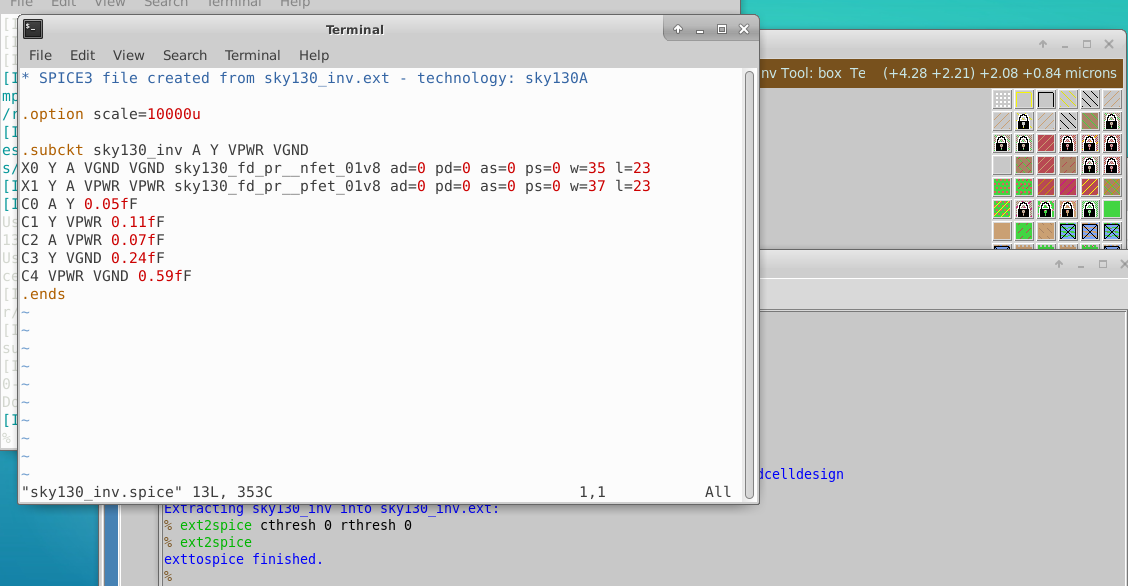 File Edit View Search Terminal Help
Terminal
File Edit View Search Terminal Help
* SPICE3 file created from sky130_inv.ext - technology: sky130A
.option scale=10000u
.subckt sky130_inv A Y VPWR VGND
X0 Y A VGND VGND sky130_fd_pr__nfet_01v8 ad=0 pd=0 as=0 ps=0 w=35 l=23
X1 Y A VPWR VPWR sky130_fd_pr__pfet_01v8 ad=0 pd=0 as=0 ps=0 w=37 l=23
C0 A Y 0.05fF
C1 Y VPWR 0.11fF
C2 A VPWR 0.07fF
C3 Y VGND 0.24fF
C4 VPWR VGND 0.59fF
.ends
~
~
~
~
~
~
~
~
~
~
"sky130_inv.spice" 13L, 353C 1,1 All
nv Tool: box Te (+4.28 +2.21) +2.08 +0.84 microns
dcelldesign
Extracting sky130_inv into sky130_inv.ext:
% ext2spice cthresh 0 rthresh 0
% ext2spice
exttospice finished.
%